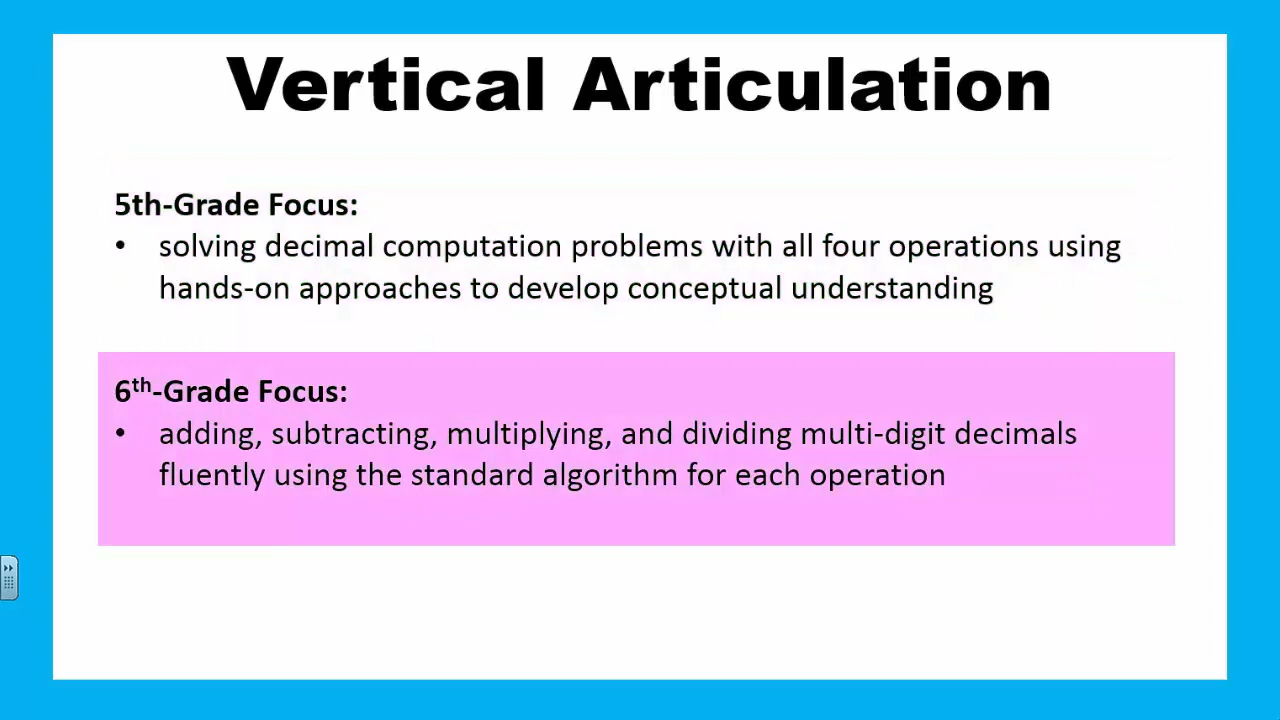 Vertical Articulation
5th-Grade Focus:
• solving decimal computation problems with all four operations using
hands-on approaches to develop conceptual understanding
6th-Grade Focus:
• adding, subtracting, multiplying, and dividing multi-digit decimals
fluently using the standard algorithm for each operation